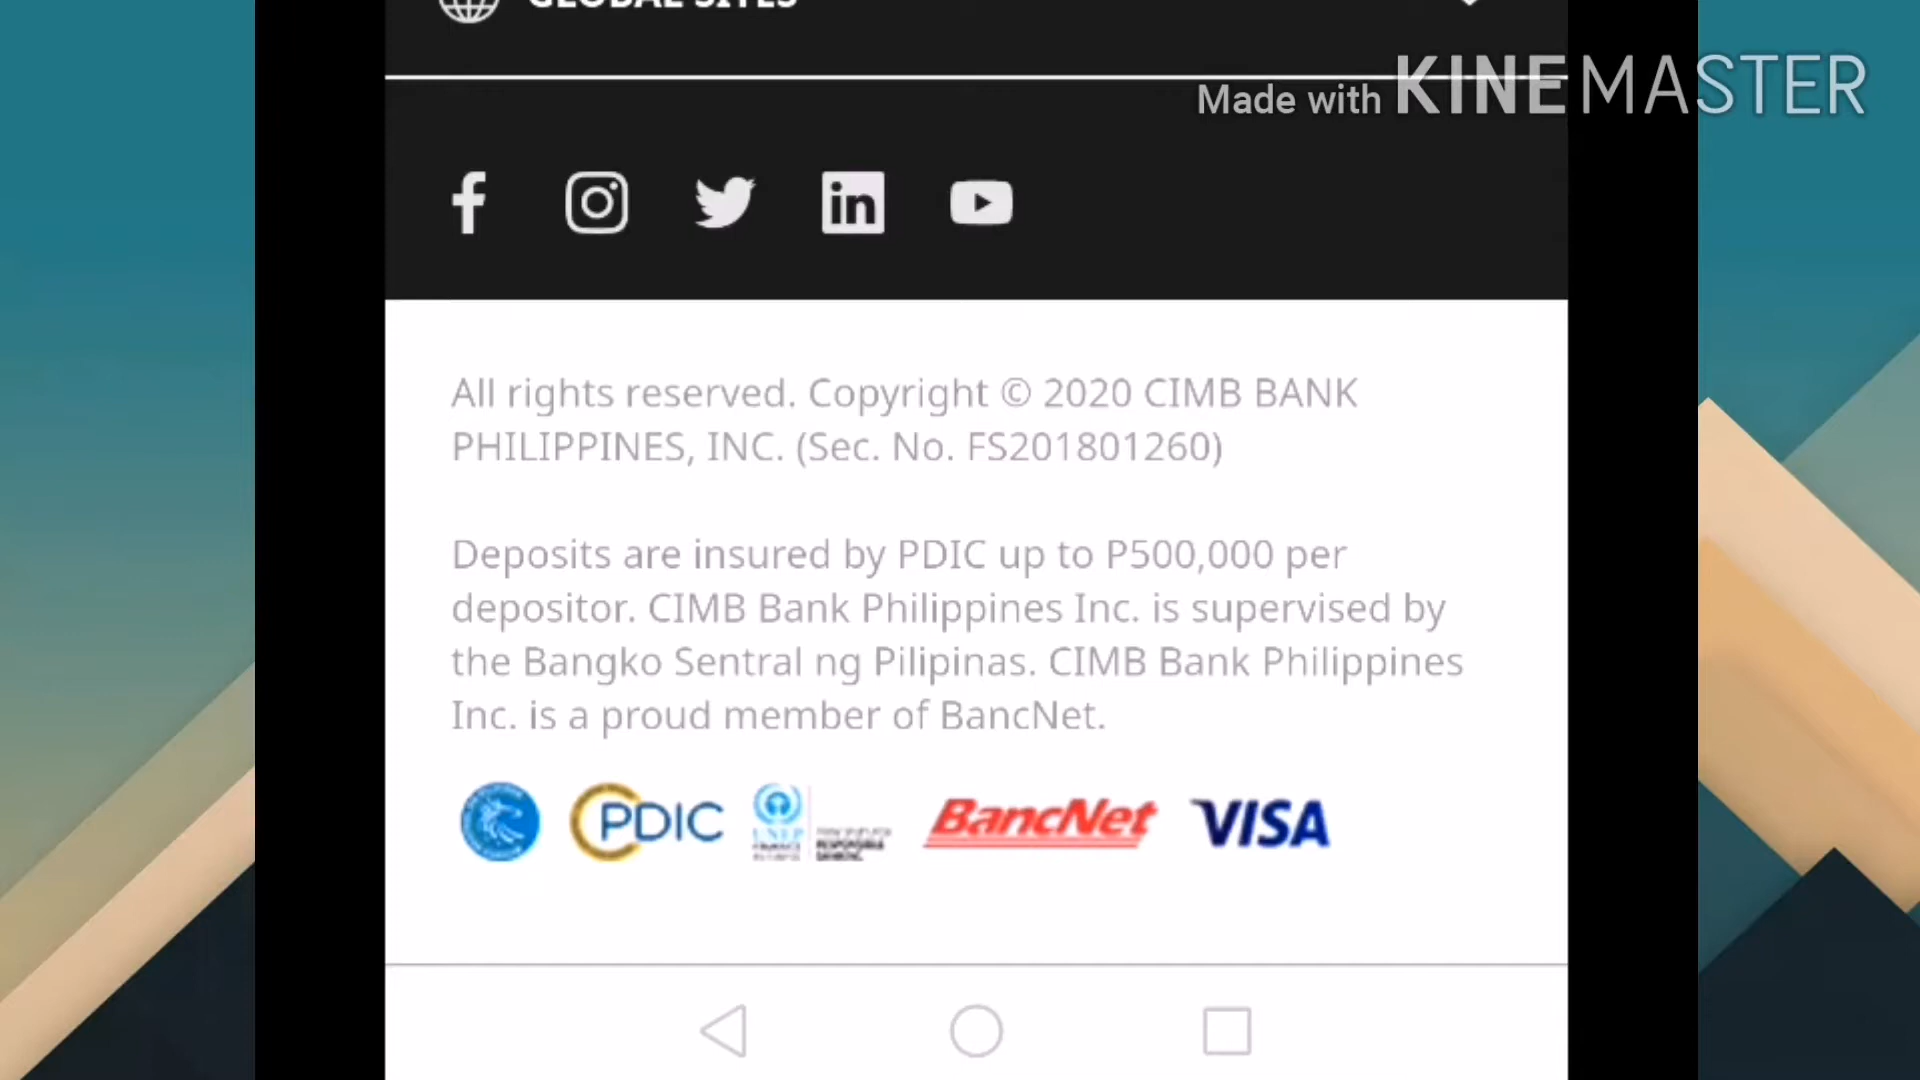 GLOBAL SITES
Made with KINEMASTER
All rights reserved. Copyright © 2020 CIMB BANK
PHILIPPINES, INC. (Sec. No. FS201801260)
Deposits are insured by PDIC up to P500,000 per
depositor. CIMB Bank Philippines Inc. is supervised by
the Bangko Sentral ng Pilipinas. CIMB Bank Philippines
Inc. is a proud member of BancNet.
PDIC
BancNet
VISA